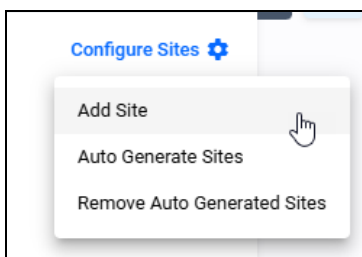 Configure Sites
Add Site
Auto Generate Sites
Remove Auto Generated Sites